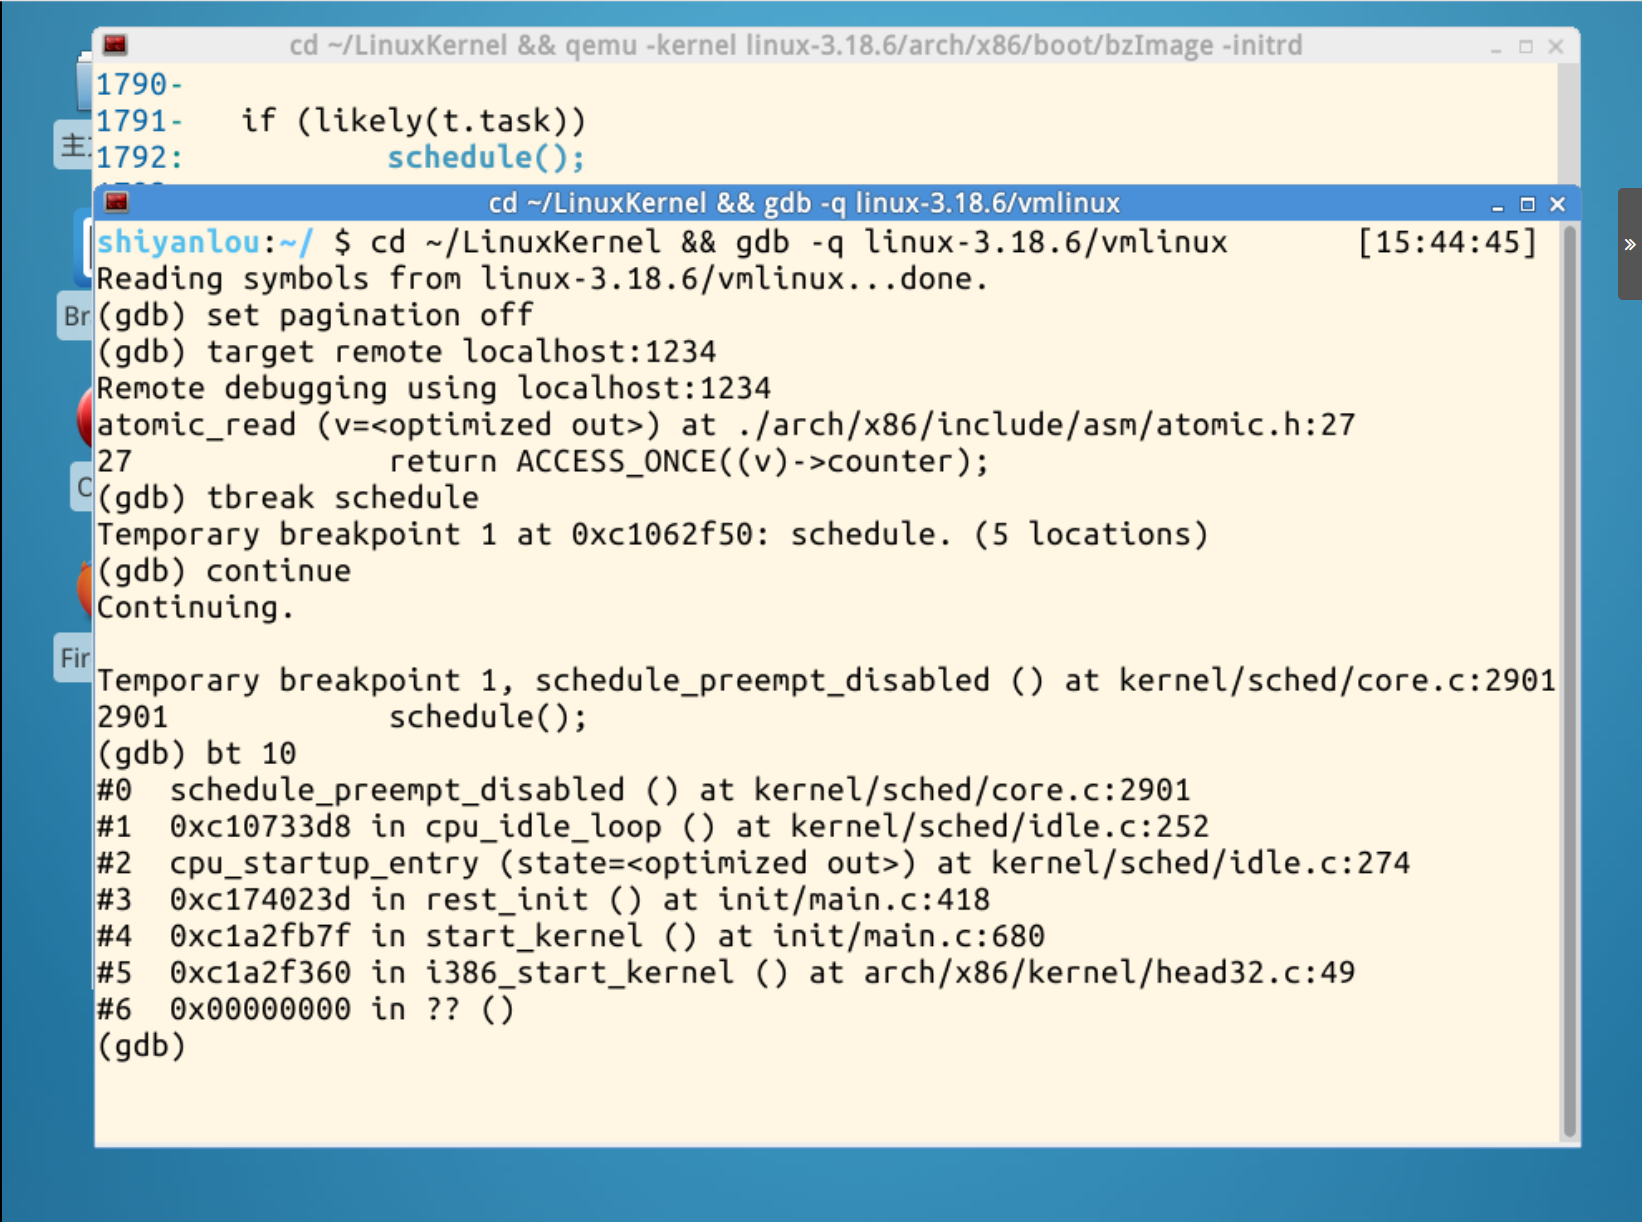 cd ~/LinuxKernel && qemu -kernel linux-3.18.6/arch/x86/boot/bzImage -initrd
1790-
1791-   if (likely(t.task))
1792:           schedule();
cd ~/LinuxKernel && gdb -q linux-3.18.6/vmlinux
shiyanlou:~/ $ cd ~/LinuxKernel && gdb -q linux-3.18.6/vmlinux       [15:44:45]
Reading symbols from linux-3.18.6/vmlinux...done.
(gdb) set pagination off
(gdb) target remote localhost:1234
Remote debugging using localhost:1234
atomic_read (v=<optimized out>) at ./arch/x86/include/asm/atomic.h:27
27              return ACCESS_ONCE((v)->counter);
(gdb) tbreak schedule
Temporary breakpoint 1 at 0xc1062f50: schedule. (5 locations)
(gdb) continue
Continuing.
Temporary breakpoint 1, schedule_preempt_disabled () at kernel/sched/core.c:2901
2901            schedule();
(gdb) bt 10
#0  schedule_preempt_disabled () at kernel/sched/core.c:2901
#1  0xc10733d8 in cpu_idle_loop () at kernel/sched/idle.c:252
#2  cpu_startup_entry (state=<optimized out>) at kernel/sched/idle.c:274
#3  0xc174023d in rest_init () at init/main.c:418
#4  0xc1a2fb7f in start_kernel () at init/main.c:680
#5  0xc1a2f360 in i386_start_kernel () at arch/x86/kernel/head32.c:49
#6  0x00000000 in ?? ()
(gdb)
主
Br
Fir